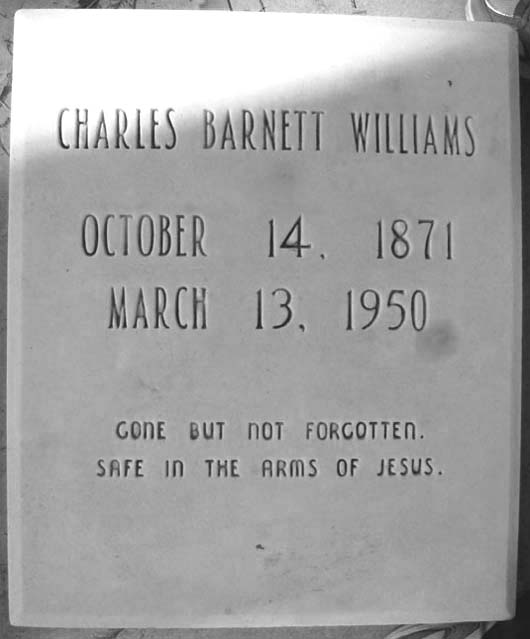 CHARLES BARNETT WILLIAMS
OCTOBER 14, 1871
MARCH 13, 1950
GONE BUT NOT FORGOTTEN.
SAFE IN THE ARMS OF JESUS.